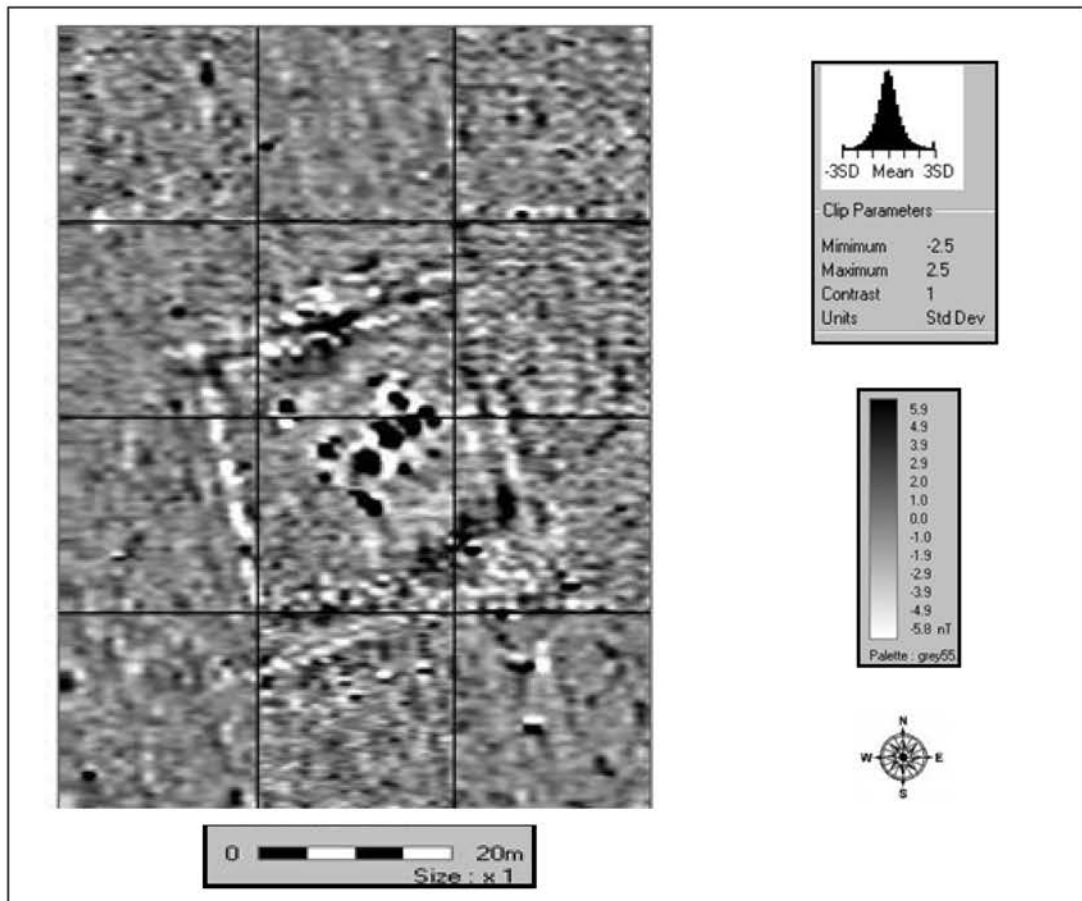 -3SD Mean 3SD
Clip Parameters
Mimimum -2.5
Maximum 2.5
Contrast 1
Units Std Dev
5.9
4.9
3.9
2.9
2.0
1.0
0.0
-1.0
-1.9
-2.9
-3.9
-4.9
-5.8 nT
Palette : grey55
N
W E
S
0 20m
Size : x 1